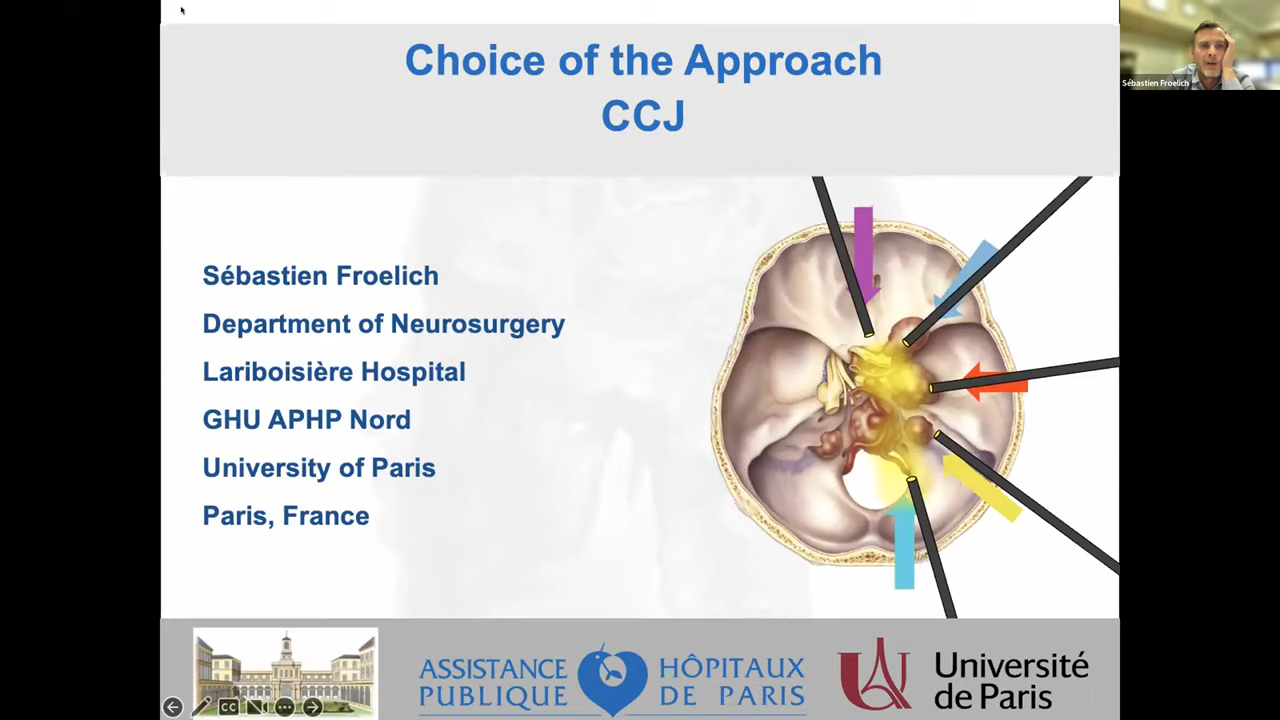 Choice of the Approach
CCJ
Sébastien Froelich
Sébastien Froelich
Department of Neurosurgery
Lariboisière Hospital
GHU APHP Nord
University of Paris
Paris, France
ASSISTANCE HÔPITAUX
PUBLIQUE DE PARIS
Université
de Paris
CC